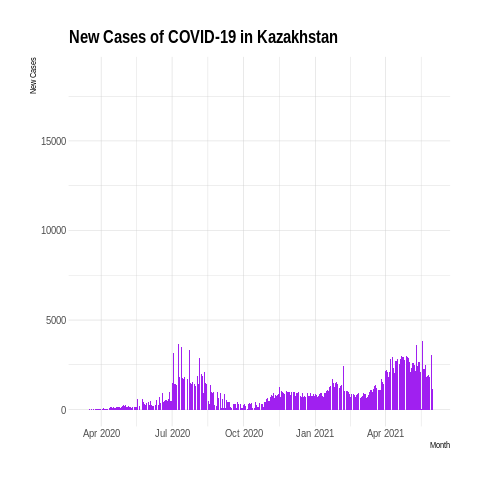 New Cases of COVID-19 in Kazakhstan
New Cases
15000
10000
5000
0
Apr 2020 Jul 2020 Oct 2020 Jan 2021 Apr 2021
Month